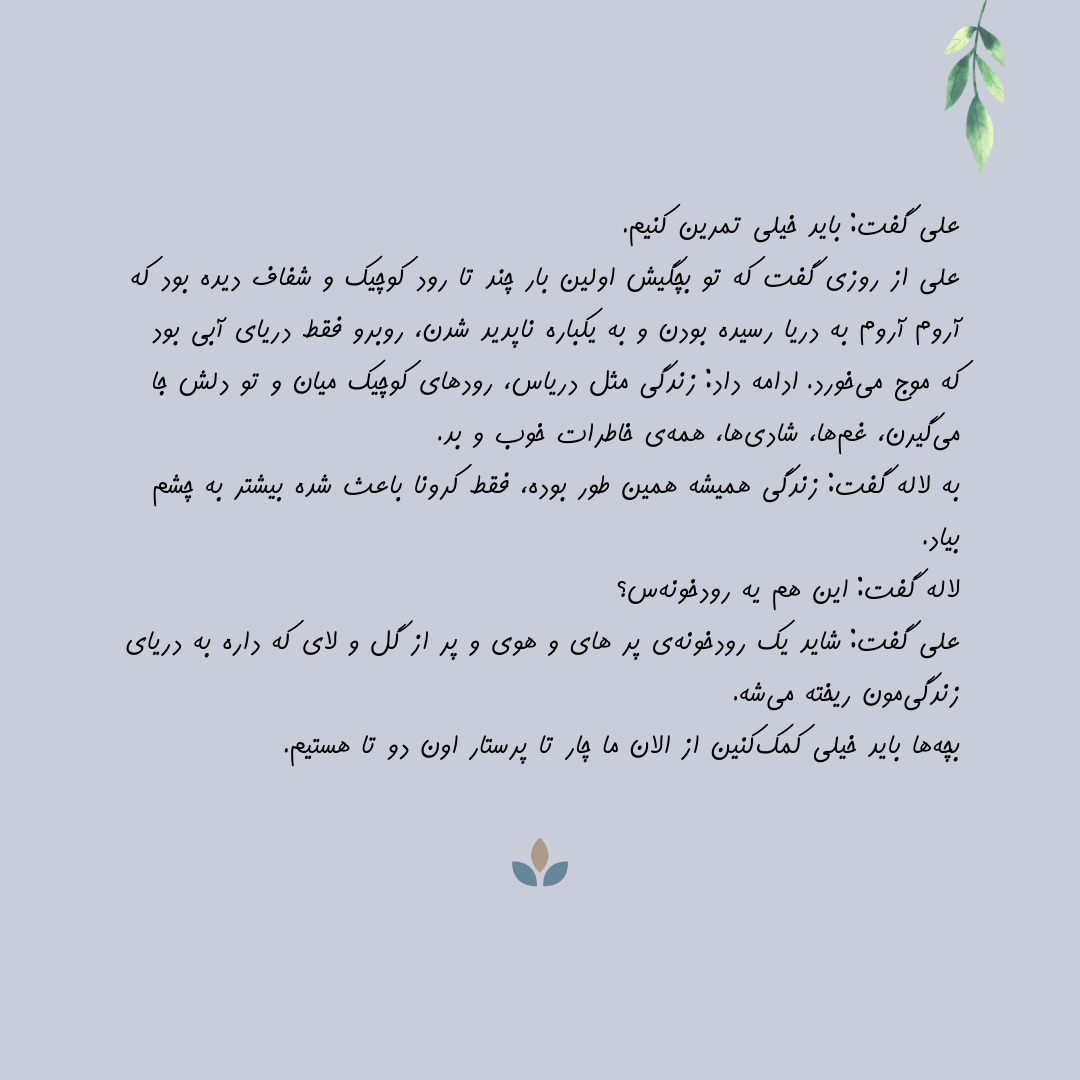 علی گفت: باید خیلی تمرین کنیم.
علی از روزی گفت که تو بچگیش اولین بار چند تا رود کوچیک و شفاف دیده بود که
آروم آروم به دریا رسیده بودن و به یکباره ناپدید شدن، روبرو فقط دریای آبی بود
که موج می‌خورد. ادامه داد: زندگی مثل دریاس، رودهای کوچیک میان و تو دلش جا
می‌گیرن، غم‌ها، شادی‌ها، همه‌ی خاطرات خوب و بد.
به لاله گفت: زندگی همیشه همین طور بوده، فقط کرونا باعث شده بیشتر به چشم
بیاد.
لاله گفت: این هم یه رودخونه‌س؟
علی گفت: شاید یک رودخونه‌ی پر های و هوی و پر از گل و لای که داره به دریای
زندگی‌مون ریخته می‌شه.
بچه‌ها باید خیلی کمک‌کنین از الان ما چار تا پرستار اون دو تا هستیم.